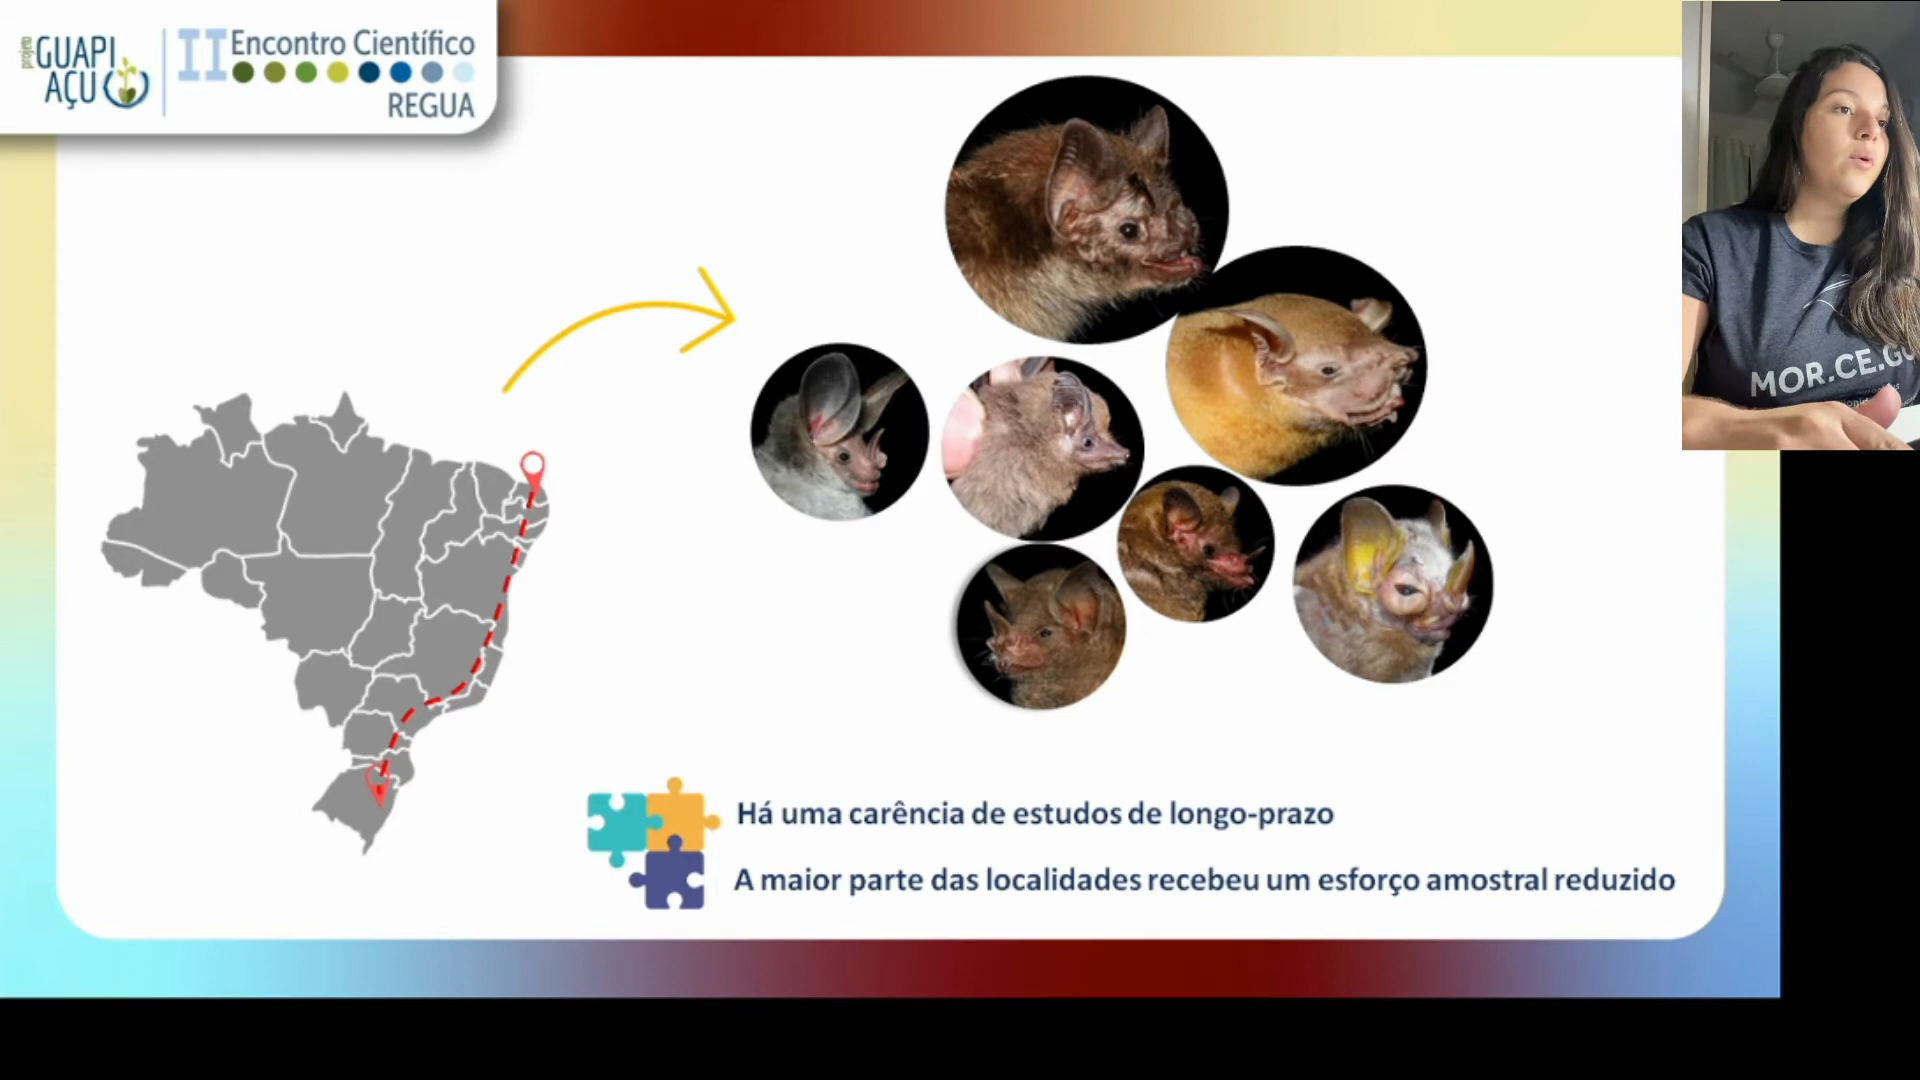 projeto
GUAPI
AÇU
II Encontro Científico
REGUA
MOR.CE.GO
Há uma carência de estudos de longo-prazo
A maior parte das localidades recebeu um esforço amostral reduzido